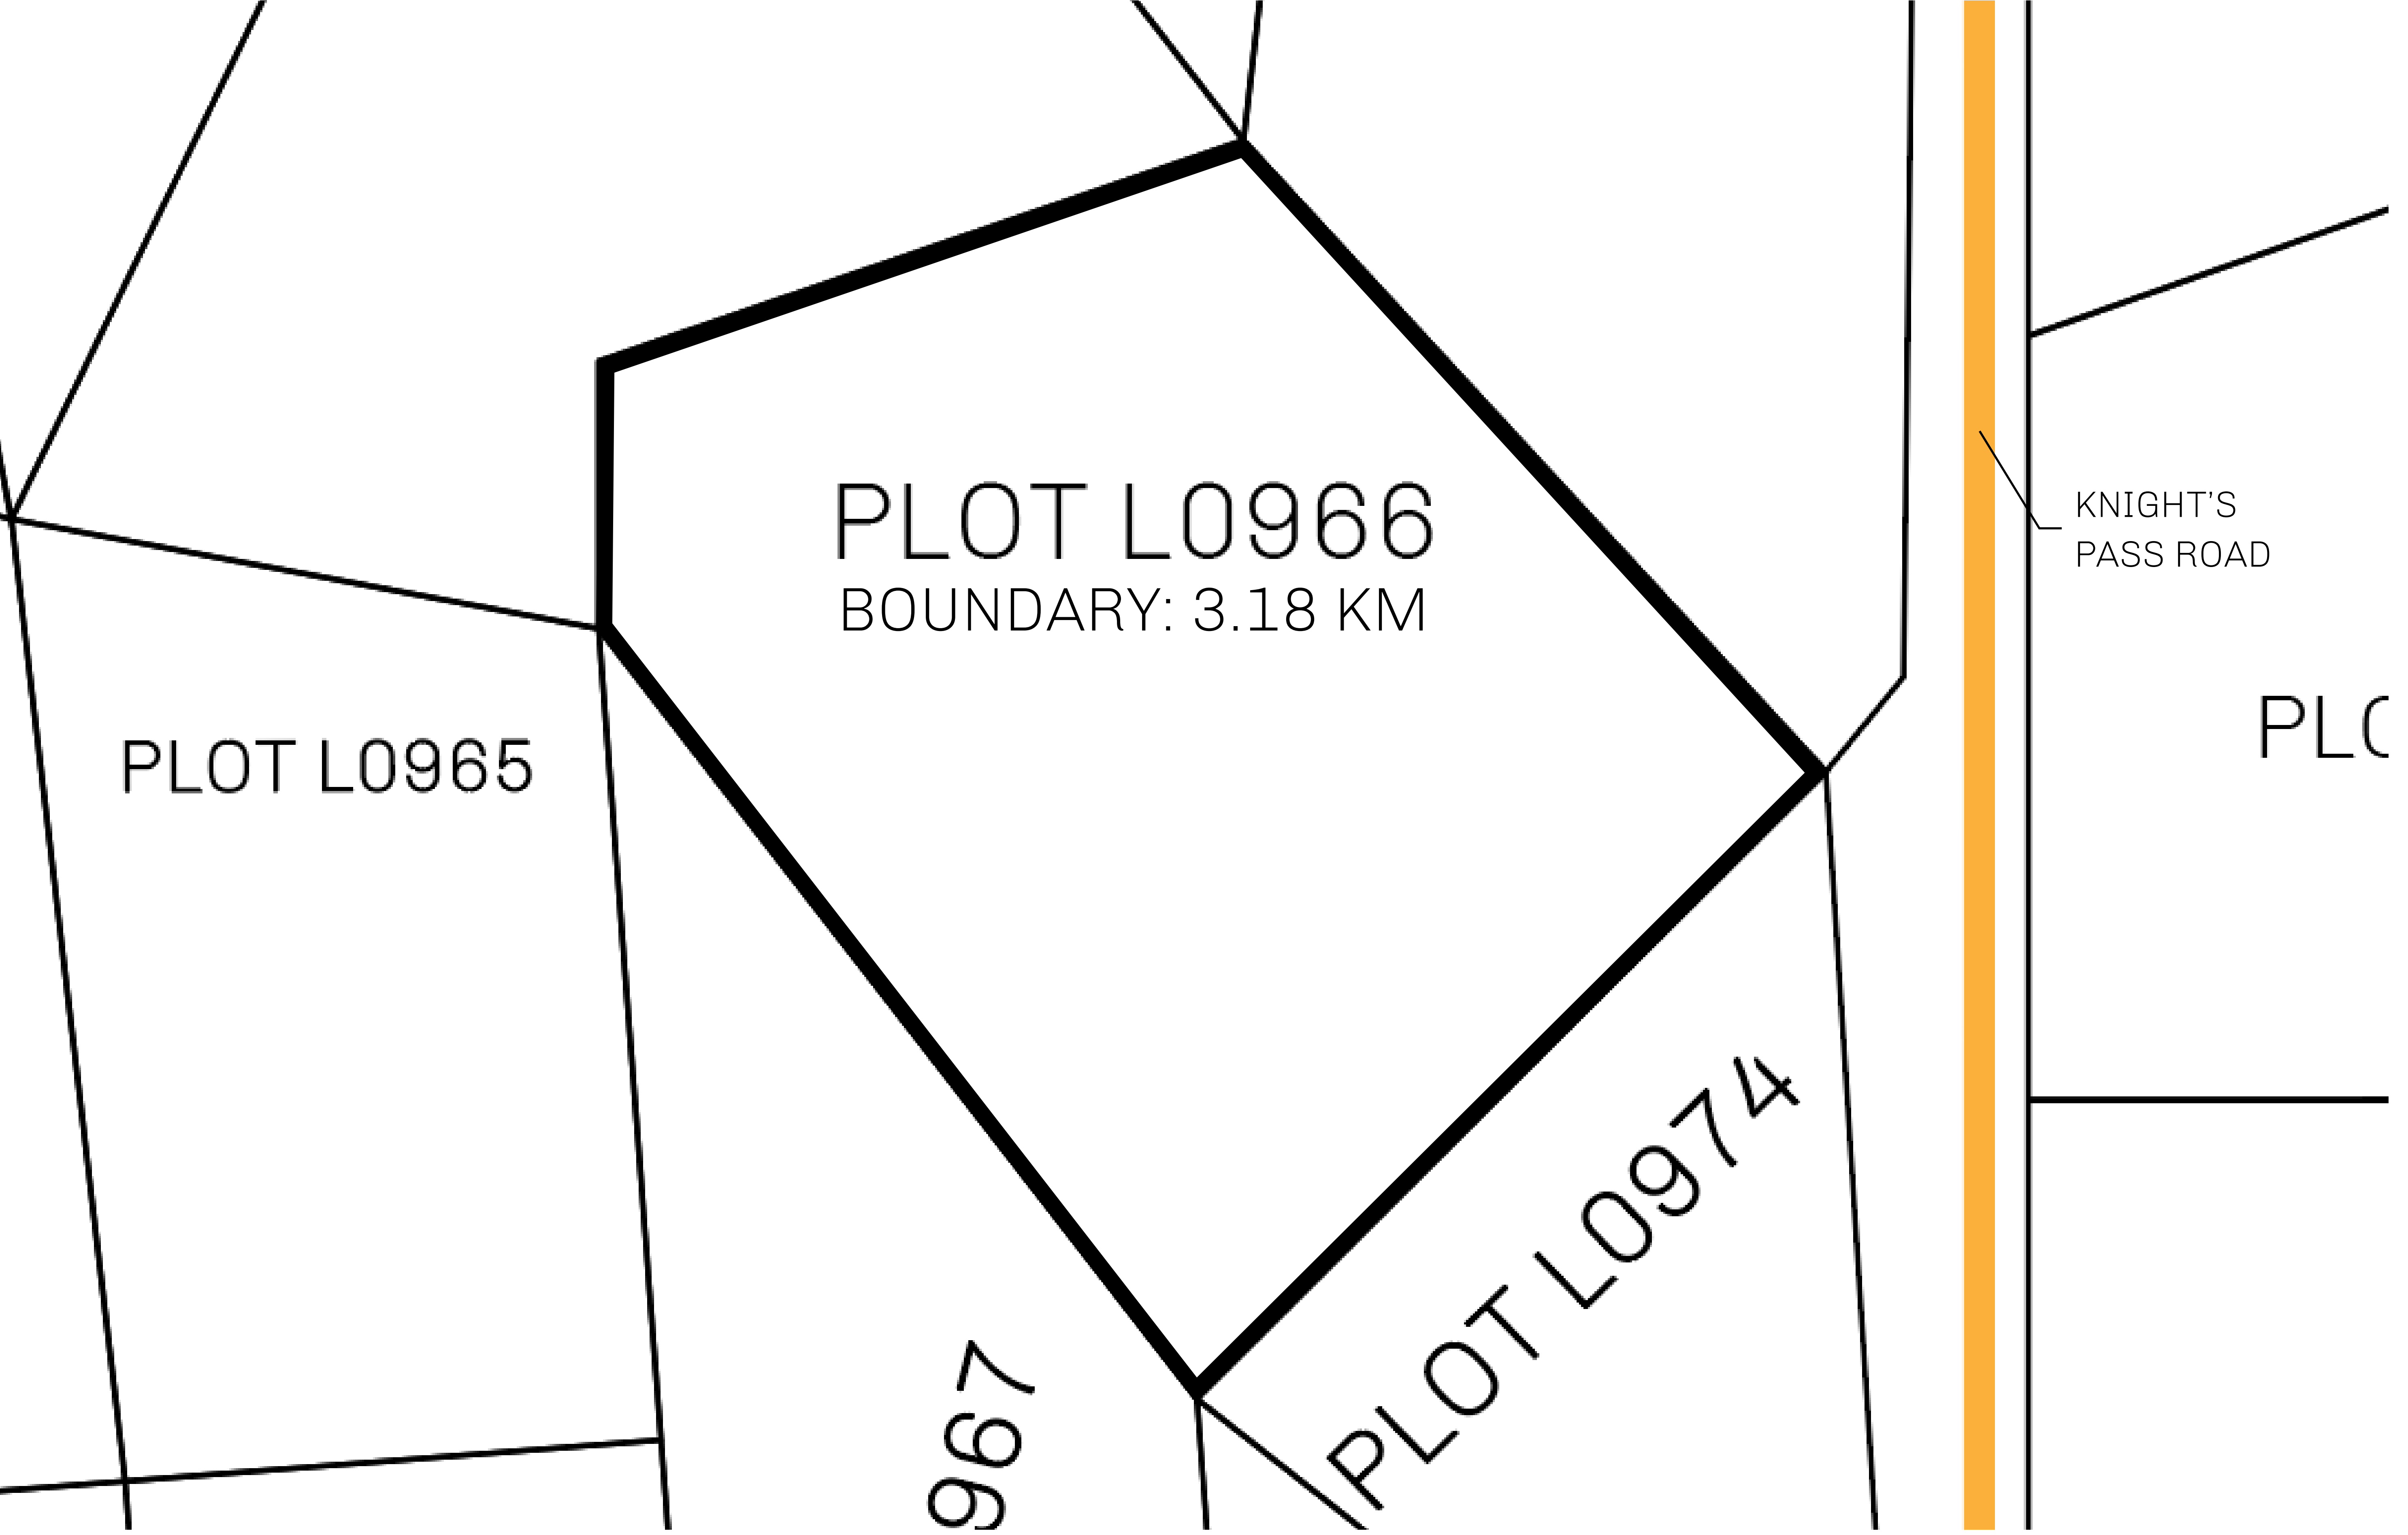 PLOT L0966
BOUNDARY: 3.18 KM
KNIGHT'S
PASS ROAD
PLOT L0965
PLOT L0974
967